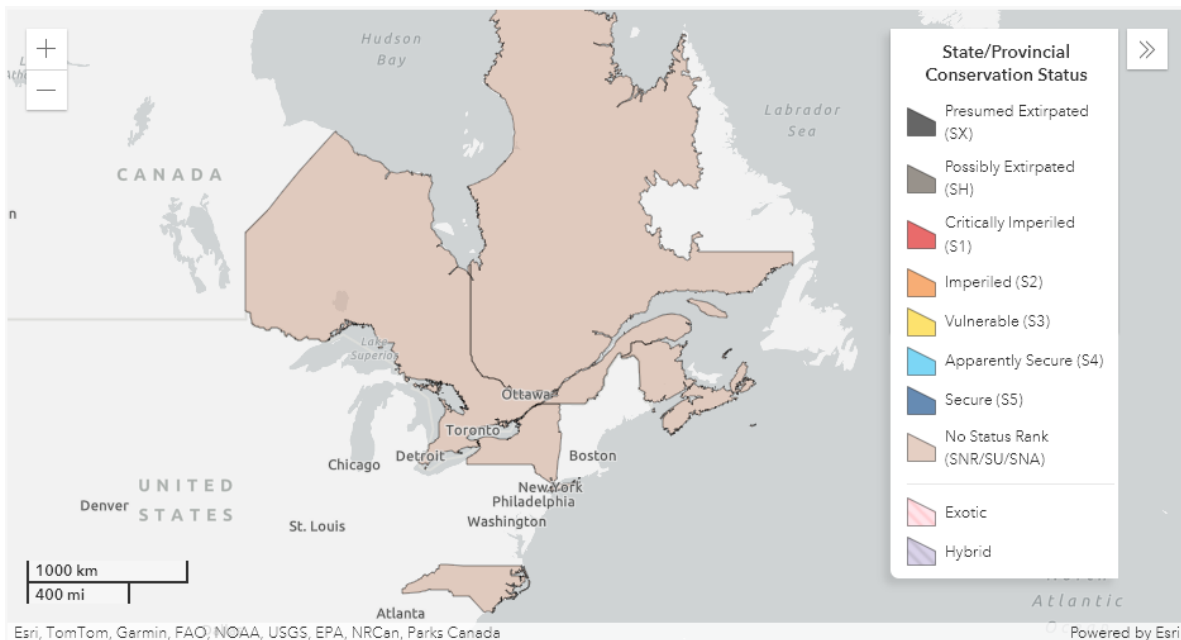 +
−
Hudson
Bay
Labrador
Sea
CANADA
n
Lake
Superior
Ottawa
Toronto
Detroit
Chicago
Boston
New York
Philadelphia
Washington
UNITED
STATES
Denver
St. Louis
Atlanta
1000 km
400 mi
State/Provincial
Conservation Status
Presumed Extirpated
(SX)
Possibly Extirpated
(SH)
Critically Imperiled
(S1)
Imperiled (S2)
Vulnerable (S3)
Apparently Secure (S4)
Secure (S5)
No Status Rank
(SNR/SU/SNA)
Exotic
Hybrid
Atlantic
Esri, TomTom, Garmin, FAO, NOAA, USGS, EPA, NRCan, Parks Canada
Powered by Esri